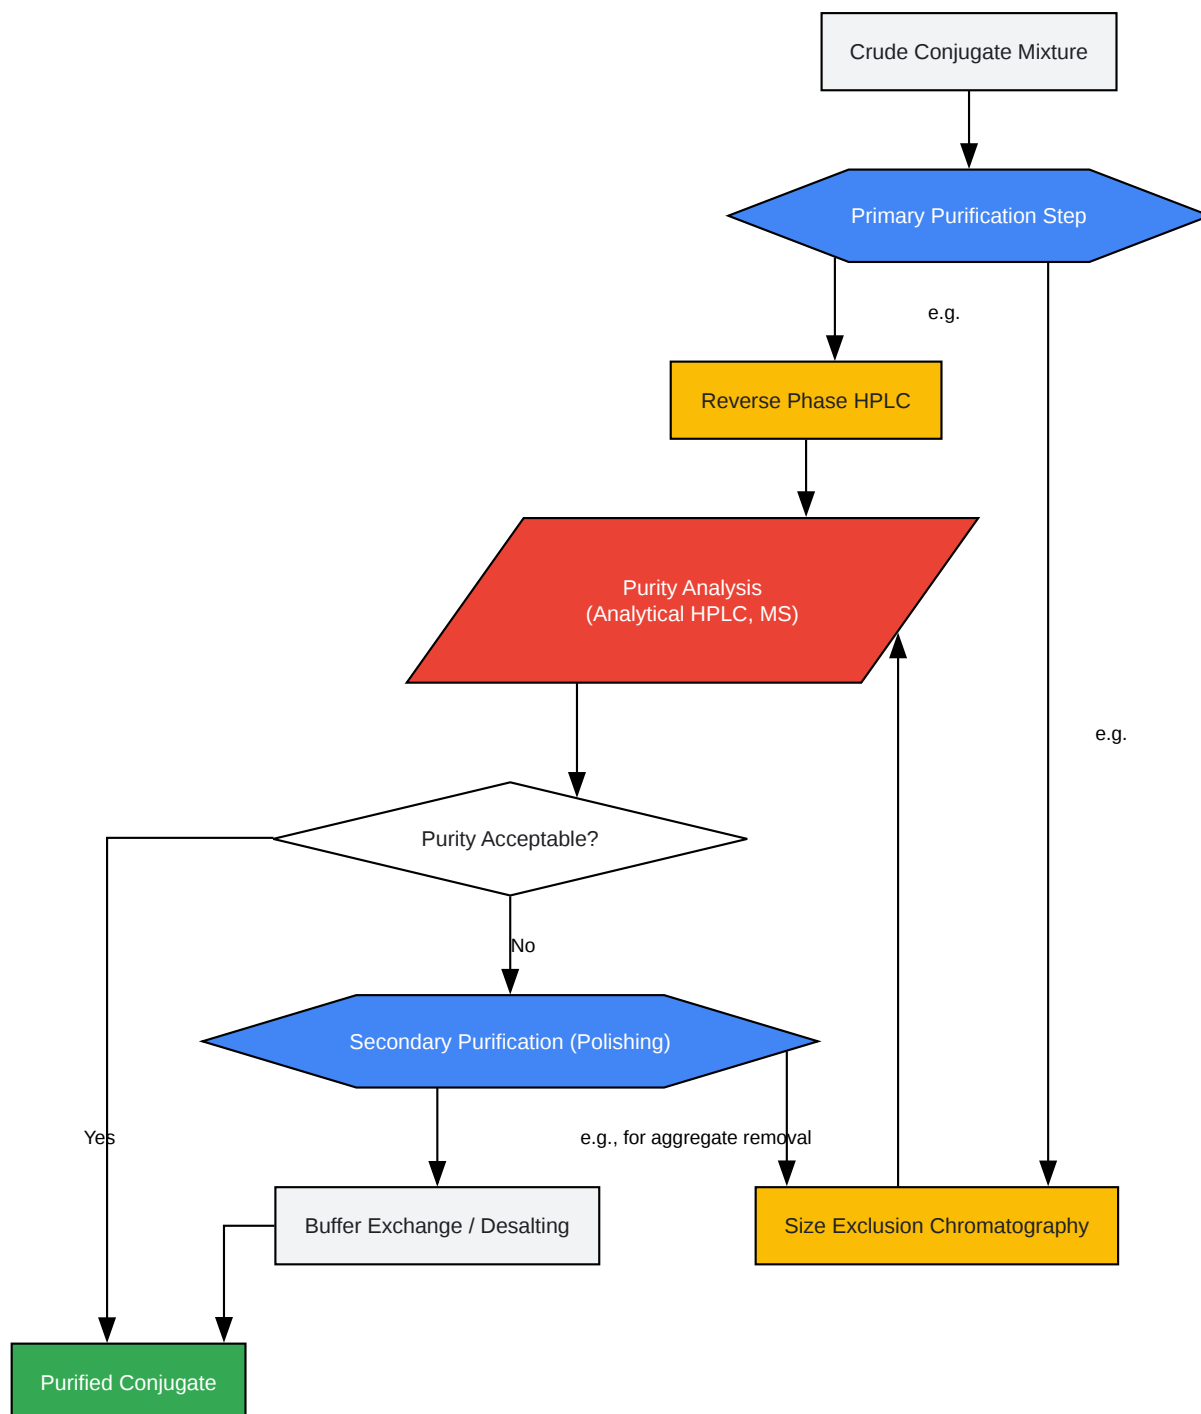 Crude Conjugate Mixture
Primary Purification Step
e.g.
Reverse Phase HPLC
Purity Analysis
(Analytical HPLC, MS)
e.g.
Purity Acceptable?
No
Secondary Purification (Polishing)
Yes
e.g., for aggregate removal
Buffer Exchange / Desalting
Size Exclusion Chromatography
Purified Conjugate